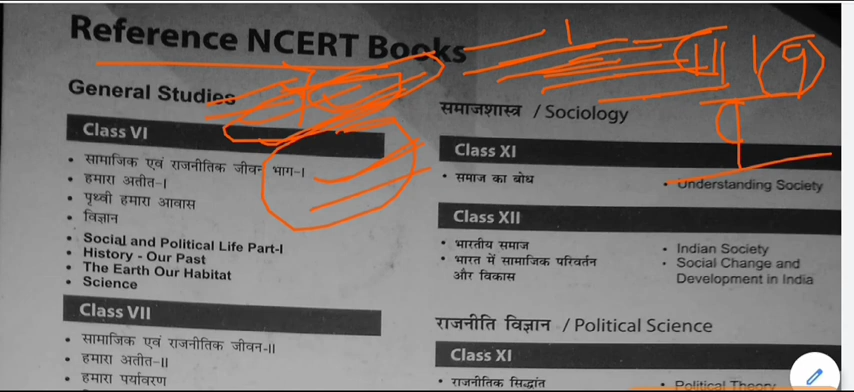 Reference NCERT Books
General Studies
Class VI
• सामाजिक एवं राजनीतिक जीवन भाग-I
• हमारा अतीत-I
• पृथ्वी हमारा आवास
• विज्ञान
• Social and Political Life Part-I
• History - Our Past
• The Earth Our Habitat
• Science
Class VII
• सामाजिक एवं राजनीतिक जीवन-II
• हमारा अतीत-II
• हमारा पर्यावरण
समाजशास्त्र / Sociology
Class XI
• समाज का बोध
• Understanding Society
Class XII
• भारतीय समाज
• भारत में सामाजिक परिवर्तन
और विकास
• Indian Society
• Social Change and
Development in India
राजनीति विज्ञान / Political Science
Class XI
• राजनीतिक सिद्धांत
• Political Theory